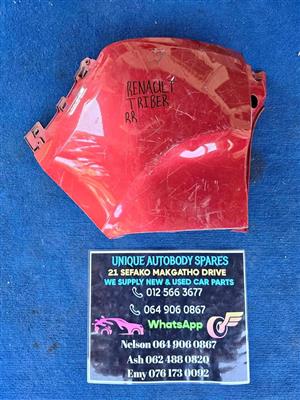 RENAULT
TRIBER
RR
UNIQUE AUTOBODY SPARES
21 SEFAKO MAKGATHO DRIVE
WE SUPPLY NEW & USED CAR PARTS
012 566 3677
064 906 0867
WhatsApp
Nelson 064 906 0867
Ash 062 488 0820
Emy 076 173 0092